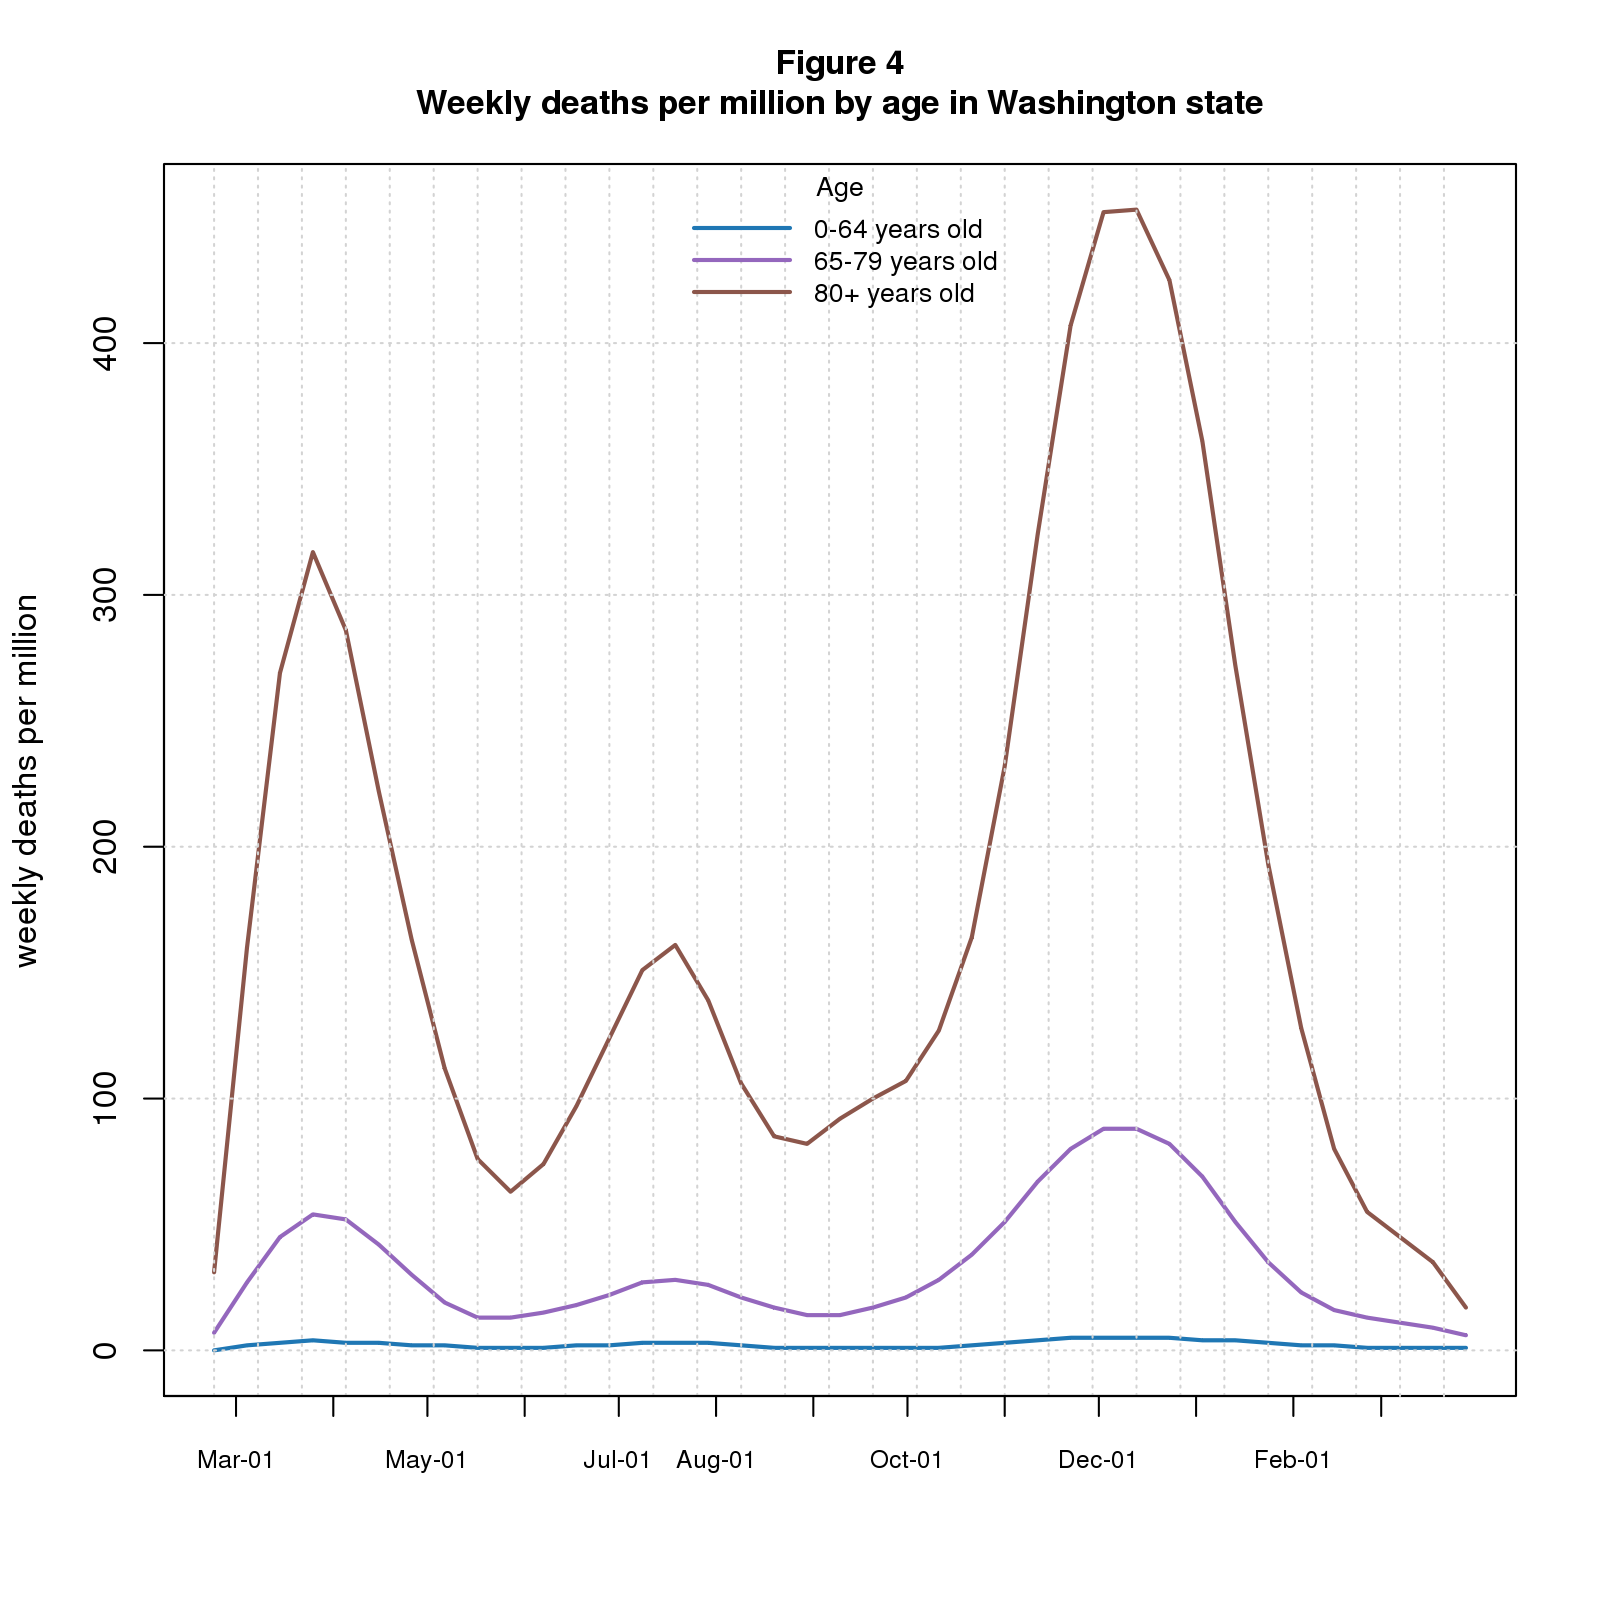 Figure 4
Weekly deaths per million by age in Washington state
Age
0-64 years old
65-79 years old
80+ years old
weekly deaths per million
400
300
200
100
0
Mar-01 May-01 Jul-01 Aug-01 Oct-01 Dec-01 Feb-01